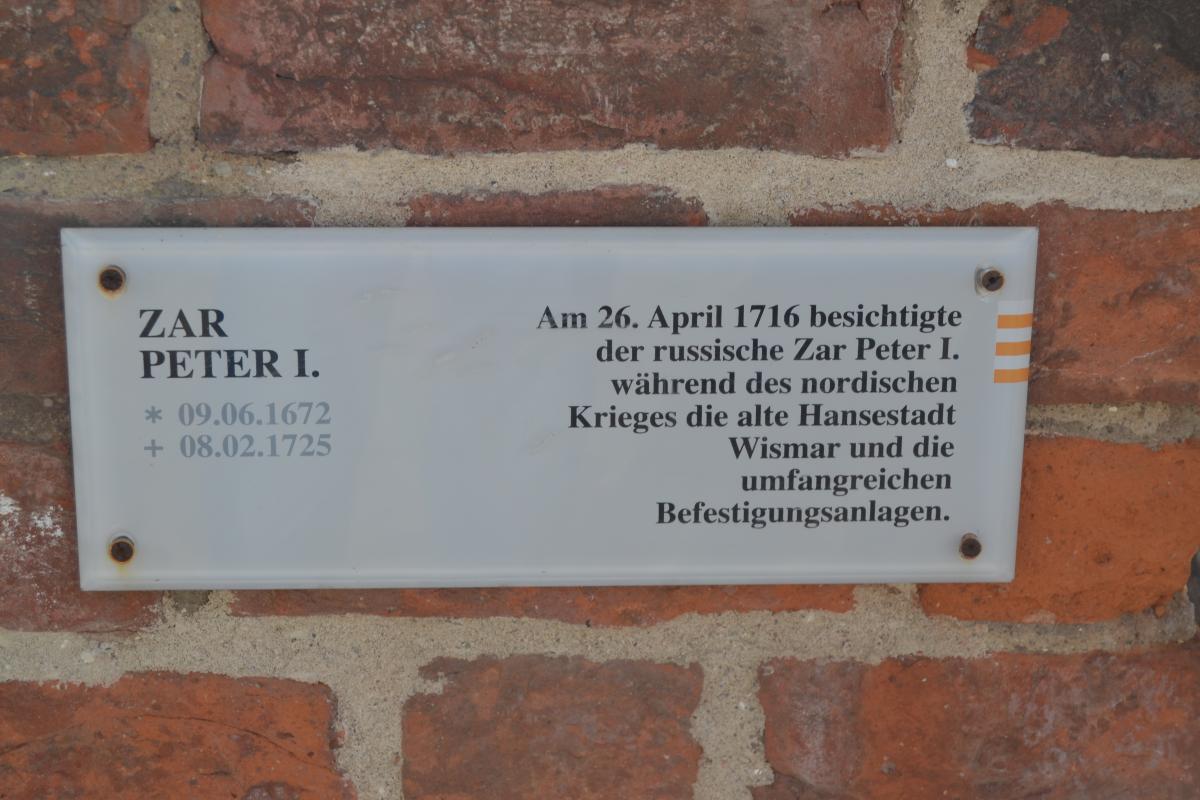 ZAR
PETER I.
* 09.06.1672
+ 08.02.1725
Am 26. April 1716 besichtigte
der russische Zar Peter I.
während des nordischen
Krieges die alte Hansestadt
Wismar und die
umfangreichen
Befestigungsanlagen.